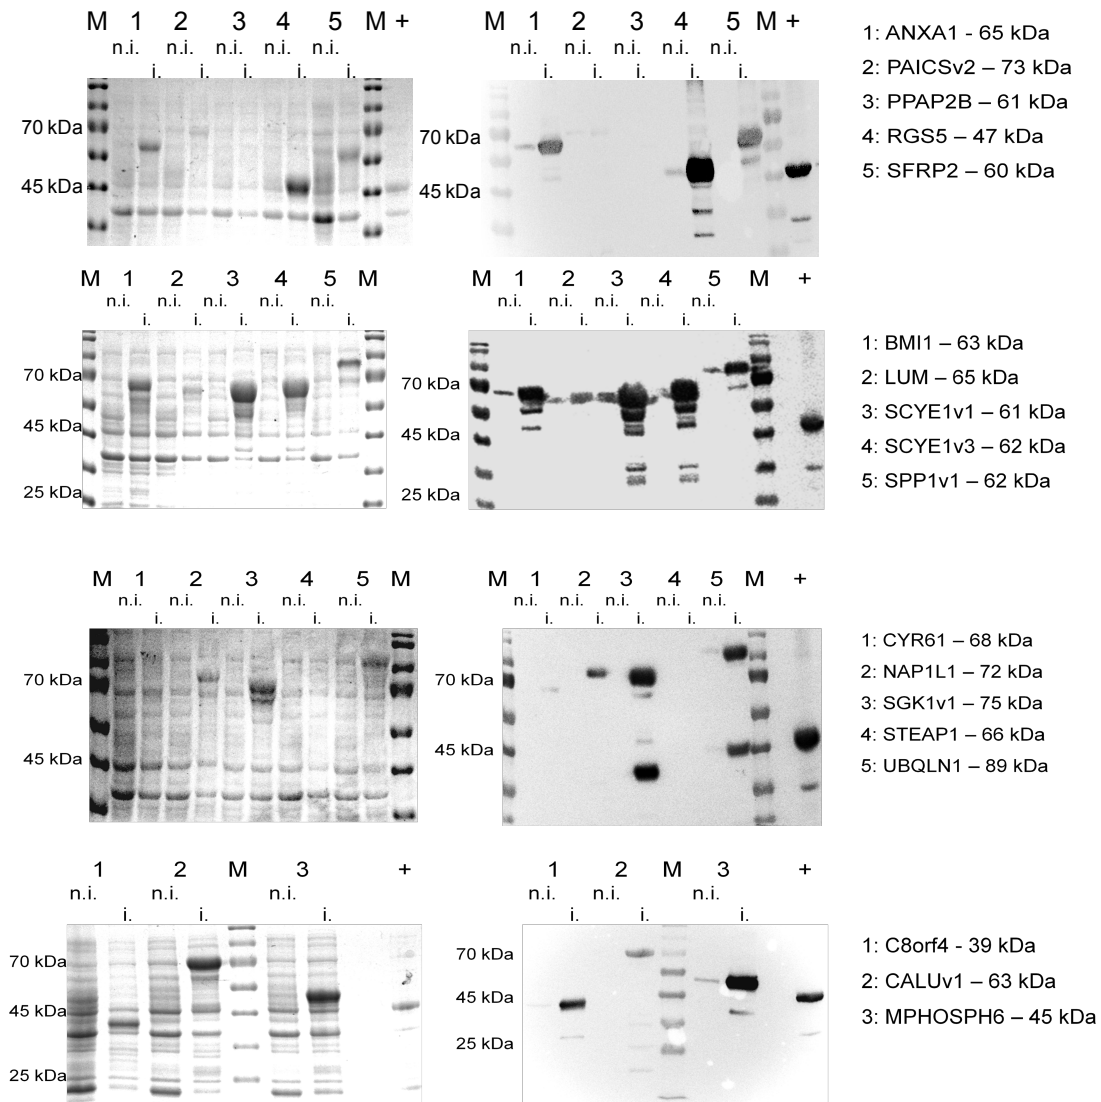 M 1 2 3 4 5 M +
n.i. n.i. n.i. n.i. n.i.
i. i. i. i. i.
70 kDa
45 kDa
M 1 2 3 4 5 M +
n.i. n.i. n.i. n.i. n.i.
i. i. i. i. i.
70 kDa
45 kDa
1: ANXA1 - 65 kDa
2: PAICSv2 – 73 kDa
3: PPAP2B – 61 kDa
4: RGS5 – 47 kDa
5: SFRP2 – 60 kDa
M 1 2 3 4 5 M
n.i. n.i. n.i. n.i. n.i.
i. i. i. i. i.
70 kDa
45 kDa
25 kDa
M 1 2 3 4 5 M +
n.i. n.i. n.i. n.i. n.i.
i. i. i. i. i.
70 kDa
45 kDa
25 kDa
1: BMI1 – 63 kDa
2: LUM – 65 kDa
3: SCYE1v1 – 61 kDa
4: SCYE1v3 – 62 kDa
5: SPP1v1 – 62 kDa
M 1 2 3 4 5 M
n.i. n.i. n.i. n.i. n.i.
i. i. i. i. i.
70 kDa
45 kDa
M 1 2 3 4 5 M +
n.i. n.i. n.i. n.i. n.i.
i. i. i. i. i.
70 kDa
45 kDa
1: CYR61 – 68 kDa
2: NAP1L1 – 72 kDa
3: SGK1v1 – 75 kDa
4: STEAP1 – 66 kDa
5: UBQLN1 – 89 kDa
1 2 M 3 +
n.i. n.i. n.i.
i. i. i.
70 kDa
45 kDa
25 kDa
1 2 M 3 +
n.i. n.i. n.i.
i. i. i.
70 kDa
45 kDa
25 kDa
1: C8orf4 - 39 kDa
2: CALUv1 – 63 kDa
3: MPHOSPH6 – 45 kDa